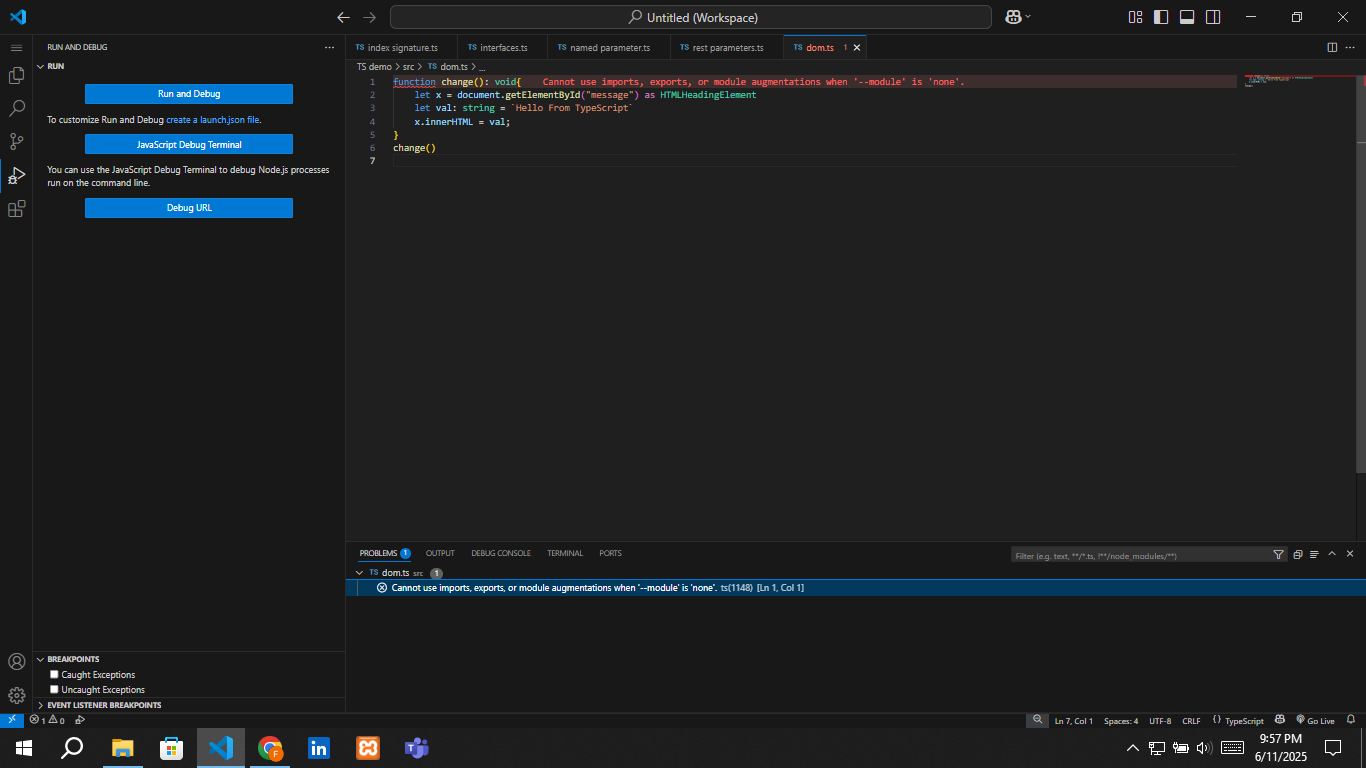 Untitled (Workspace)
RUN AND DEBUG
RUN
Run and Debug
To customize Run and Debug create a launch.json file.
JavaScript Debug Terminal
You can use the JavaScript Debug Terminal to debug Node.js processes
run on the command line.
Debug URL
BREAKPOINTS
Caught Exceptions
Uncaught Exceptions
EVENT LISTENER BREAKPOINTS
TS index signature.ts
TS interfaces.ts
TS named parameter.ts
TS rest parameters.ts
TS dom.ts 1
TS demo > src > TS dom.ts > ...
1 function change(): void{ Cannot use imports, exports, or module augmentations when '--module' is 'none'.
2 let x = document.getElementById("message") as HTMLHeadingElement
3 let val: string = `Hello From TypeScript`
4 x.innerHTML = val;
5 }
6 change()
7
PROBLEMS 1 OUTPUT DEBUG CONSOLE TERMINAL PORTS
Filter (e.g. text, **/*.ts, !**/node_modules/**)
TS dom.ts src 1
Cannot use imports, exports, or module augmentations when '--module' is 'none'. ts(1148) [Ln 1, Col 1]
1 0
Ln 7, Col 1 Spaces: 4 UTF-8 CRLF {} TypeScript Go Live
F
in
T
9:57 PM
6/11/2025